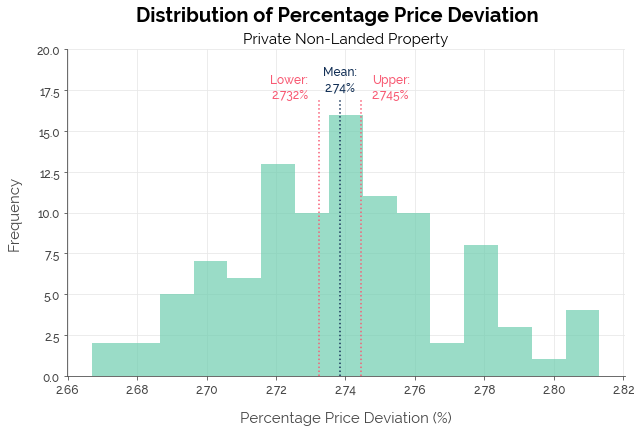 Distribution of Percentage Price Deviation
Private Non-Landed Property
20.0
17.5
15.0
12.5
10.0
7.5
5.0
2.5
0.0
Frequency
Lower:
2.732%
Mean:
2.74%
Upper:
2.745%
2.66 2.68 2.70 2.72 2.74 2.76 2.78 2.80 2.82
Percentage Price Deviation (%)